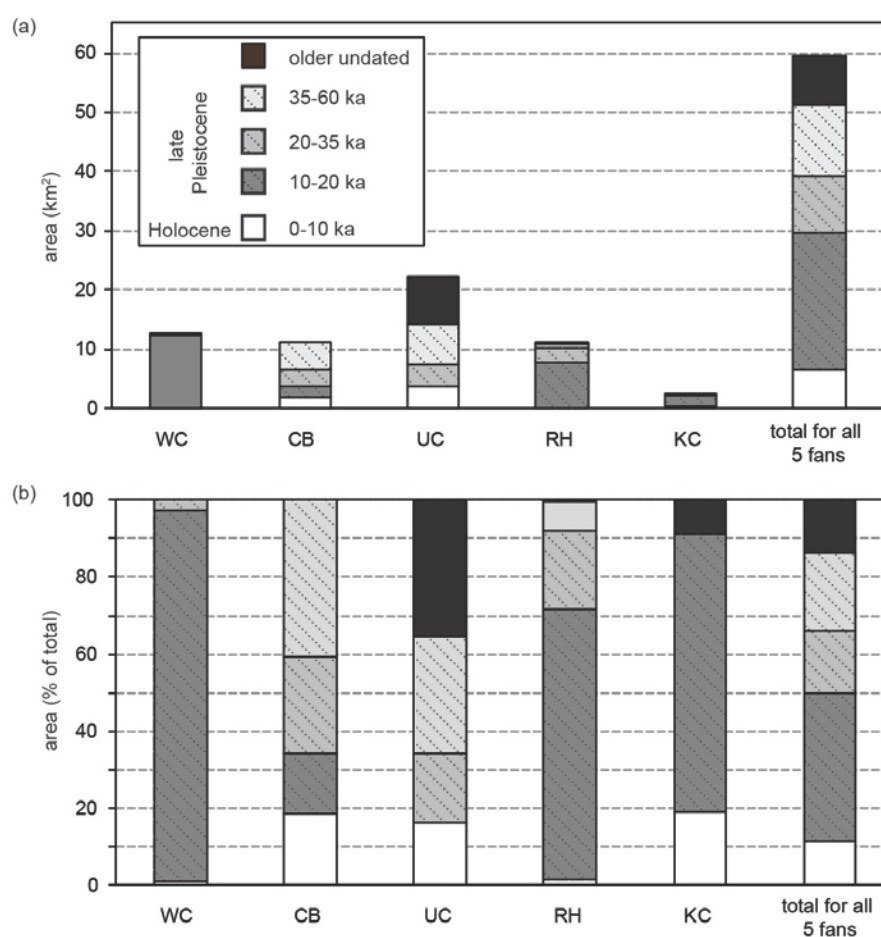 (a)
60
50
40
30
20
10
0
area (km²)
older undated
35-60 ka
20-35 ka
10-20 ka
0-10 ka
late
Pleistocene
Holocene
WC CB UC RH KC total for all
5 fans
(b)
100
80
60
40
20
0
area (% of total)
WC CB UC RH KC total for all
5 fans